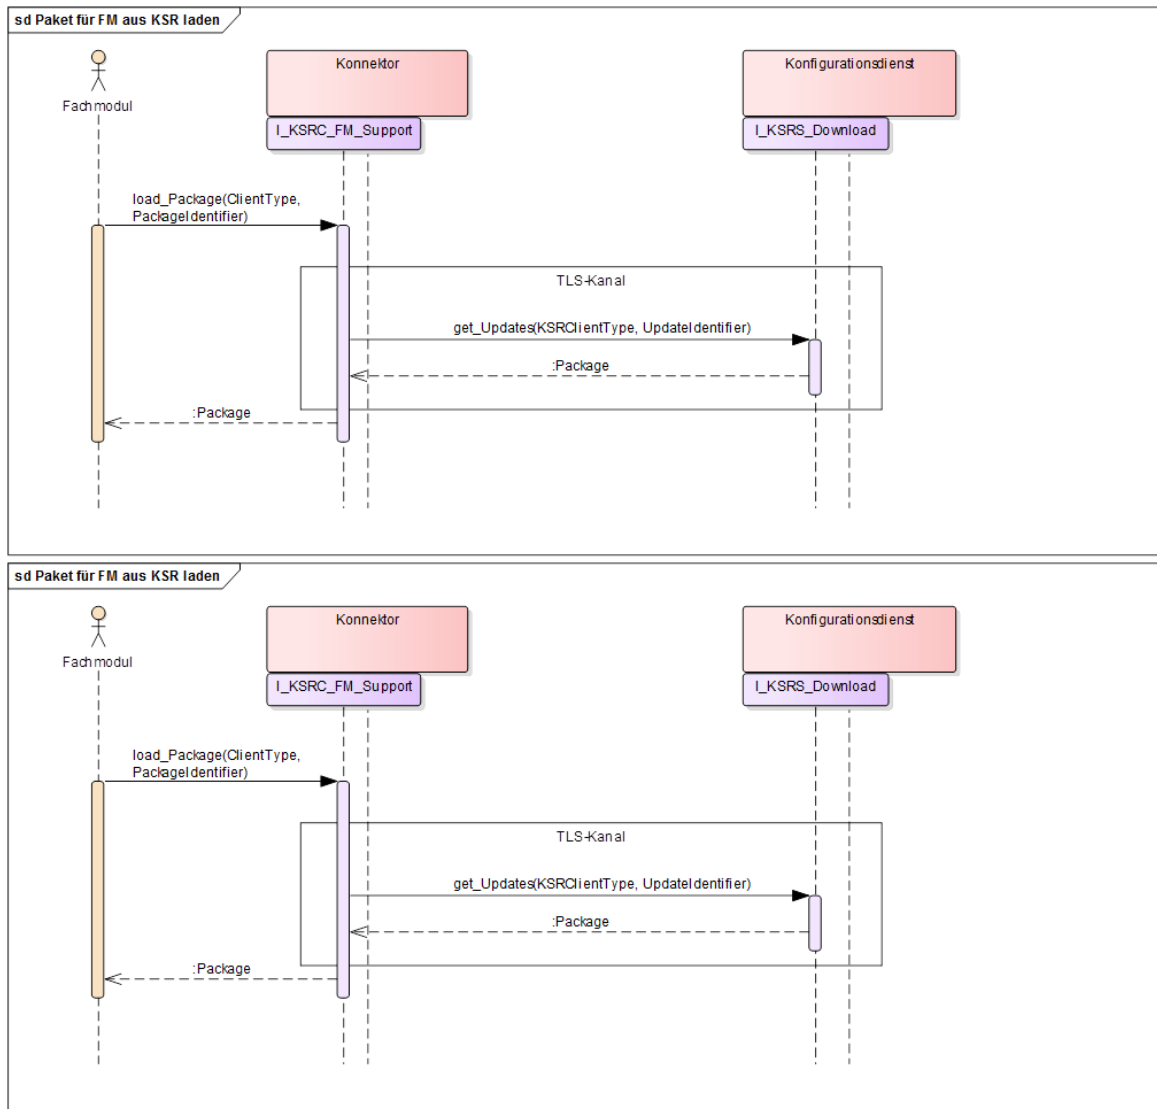 sd Paket für FM aus KSR laden
Konnektor
Konfigurationsdienst
Fachmodul
I_KSRC_FM_Support
I_KSRS_Download
load_Package(ClientType,
PackageIdentifier)
TLS-Kanal
get_Updates(KSRClientType, UpdateIdentifier)
:Package
:Package
sd Paket für FM aus KSR laden
Konnektor
Konfigurationsdienst
Fachmodul
I_KSRC_FM_Support
I_KSRS_Download
load_Package(ClientType,
PackageIdentifier)
TLS-Kanal
get_Updates(KSRClientType, UpdateIdentifier)
:Package
:Package